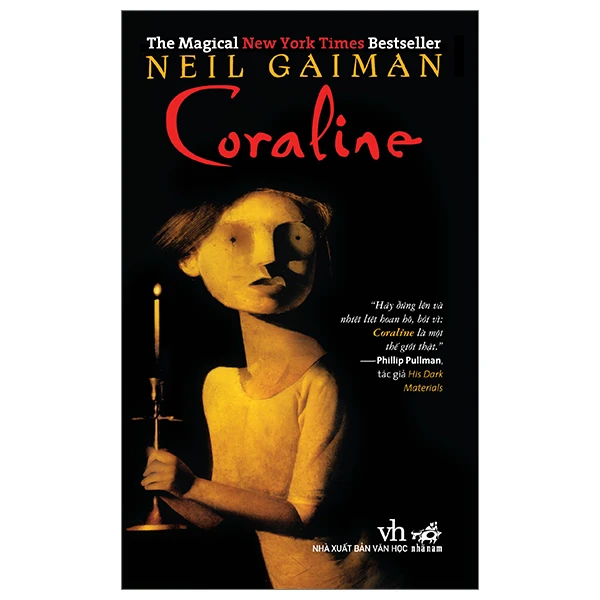 The Magical New York Times Bestseller
NEIL GAIMAN
Coraline
“Hãy đứng lên và
nhiệt liệt hoan hô, bởi vì:
Coraline là một
thế giới thật.”
—Phillip Pullman,
tác giả His Dark
Materials
vh
NHÀ XUẤT BẢN VĂN HỌC nhã nam